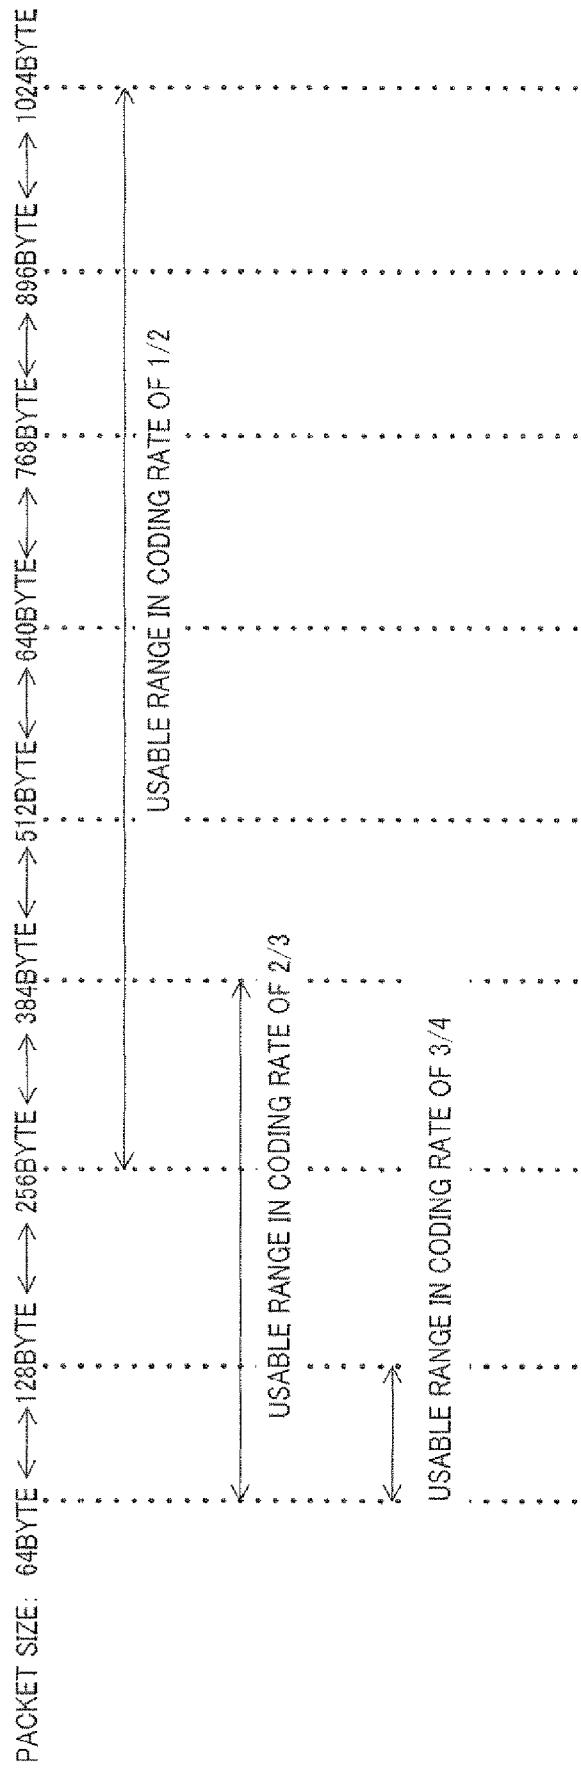 PACKET SIZE: 64BYTE ⟷ 128BYTE ⟷ 256BYTE ⟷ 384BYTE ⟷ 512BYTE ⟷ 640BYTE ⟷ 768BYTE ⟷ 896BYTE ⟷ 1024BYTE
USABLE RANGE IN CODING RATE OF 1/2
USABLE RANGE IN CODING RATE OF 2/3
USABLE RANGE IN CODING RATE OF 3/4